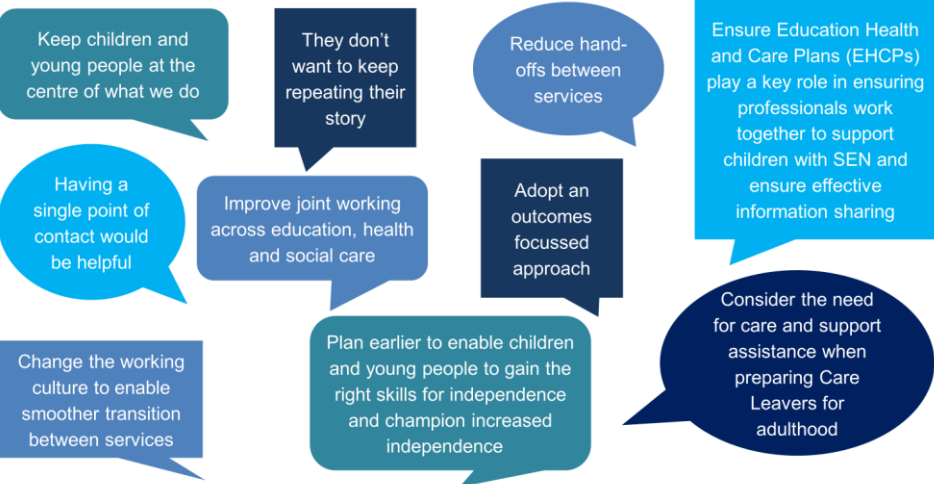 Keep children and
young people at the
centre of what we do
They don’t
want to keep
repeating their
story
Reduce hand-
offs between
services
Ensure Education Health
and Care Plans (EHCPs)
play a key role in ensuring
professionals work
together to support
children with SEN and
ensure effective
information sharing
Having a
single point of
contact would
be helpful
Improve joint working
across education, health
and social care
Adopt an
outcomes
focussed
approach
Consider the need
for care and support
assistance when
preparing Care
Leavers for
adulthood
Change the working
culture to enable
smoother transition
between services
Plan earlier to enable children
and young people to gain the
right skills for independence
and champion increased
independence